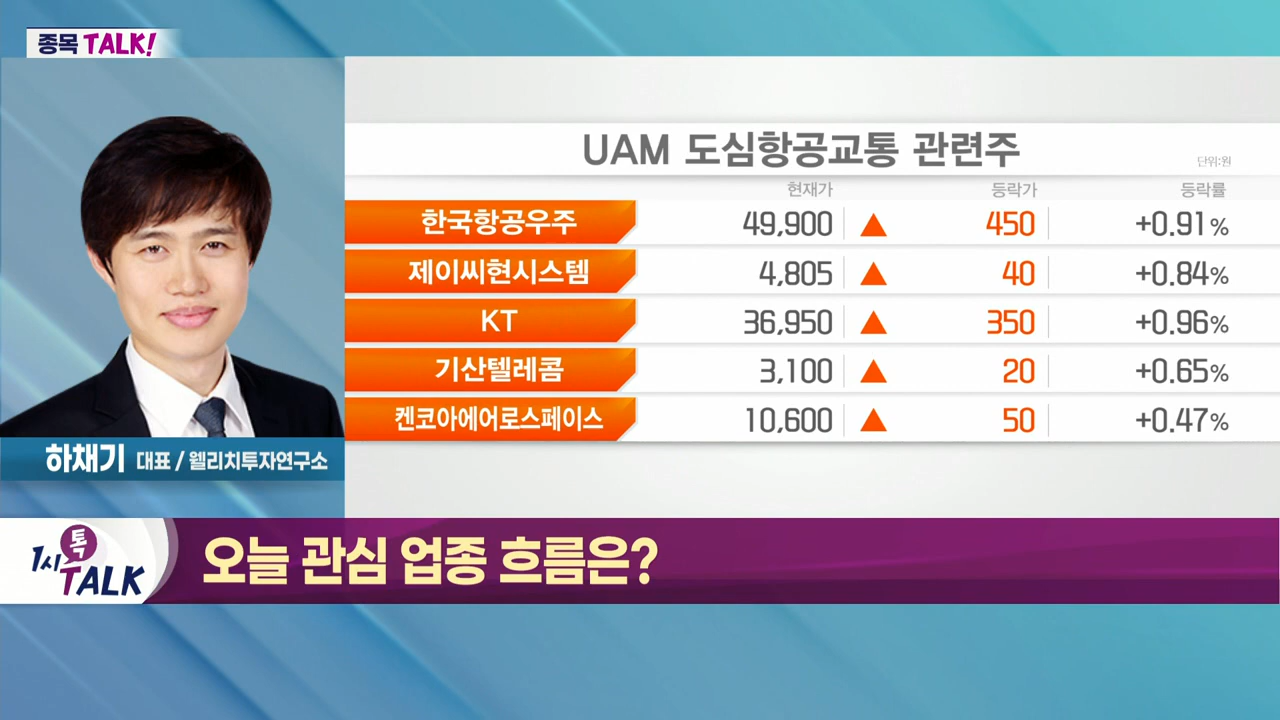 종목 TALK!
UAM 도심항공교통 관련주
단위:원
현재가 등락가 등락률
한국항공우주 49,900 ▲ 450 +0.91%
제이씨현시스템 4,805 ▲ 40 +0.84%
KT 36,950 ▲ 350 +0.96%
기산텔레콤 3,100 ▲ 20 +0.65%
켄코아에어로스페이스 10,600 ▲ 50 +0.47%
하채기 대표 / 웰리치투자연구소
1시 톡 TALK
오늘 관심 업종 흐름은?